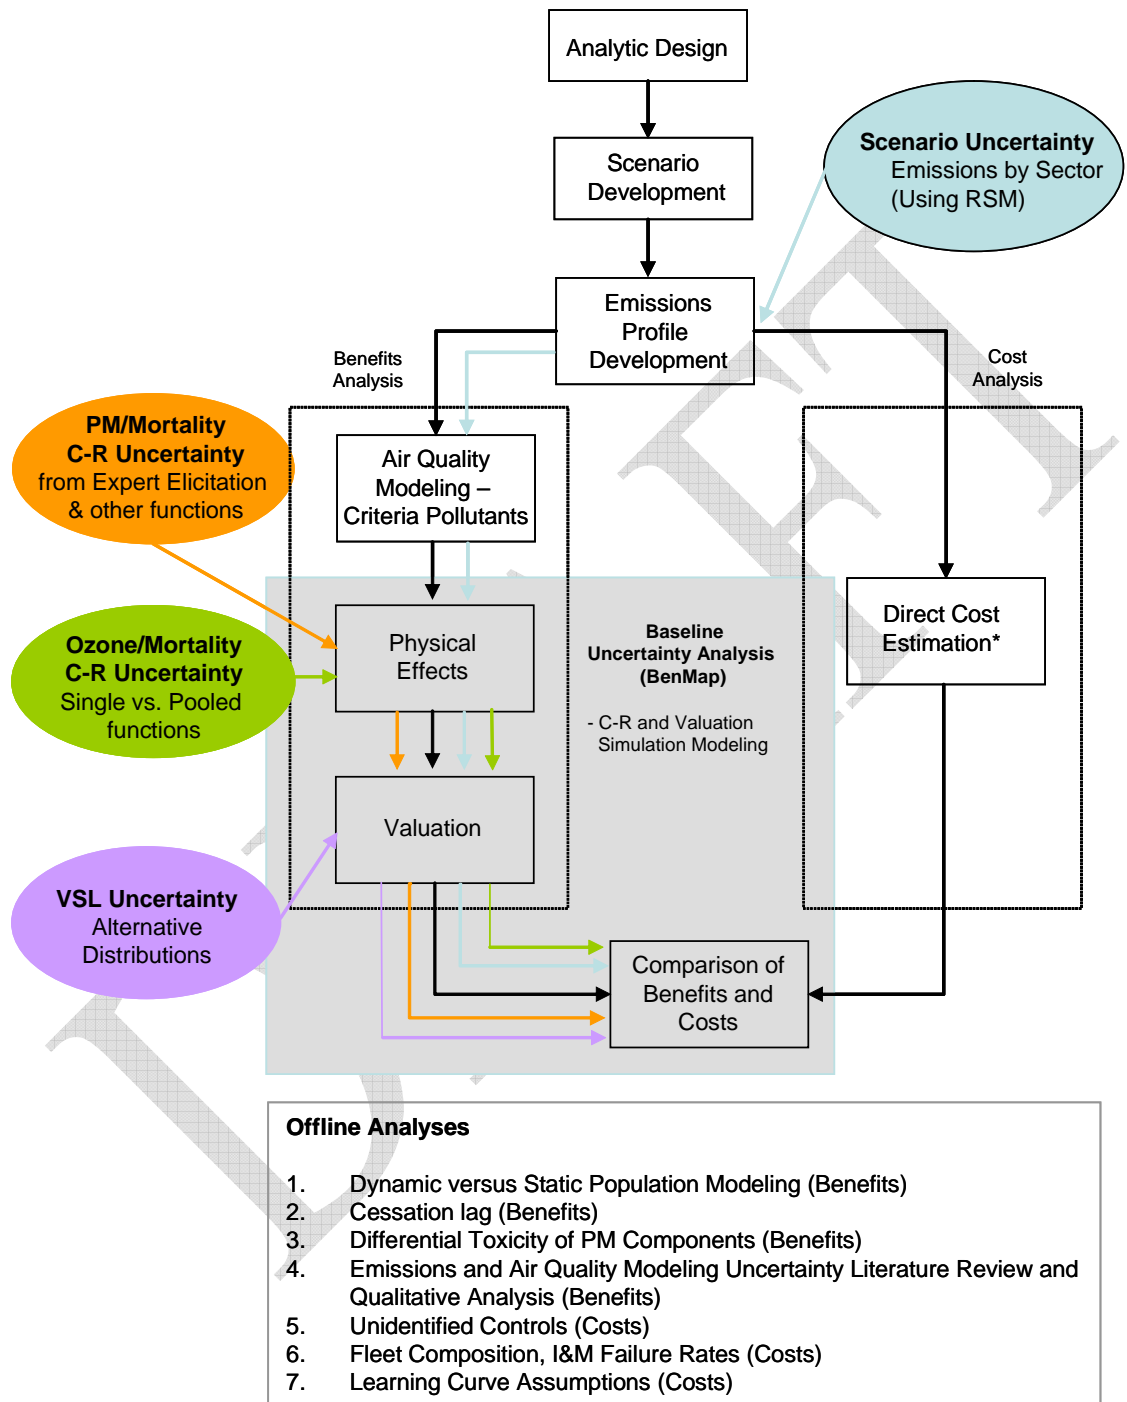 Analytic Design
Scenario
Development
Scenario Uncertainty
Emissions by Sector
(Using RSM)
Emissions
Profile
Development
Benefits
Analysis
Cost
Analysis
PM/Mortality
C-R Uncertainty
from Expert Elicitation
& other functions
Air Quality
Modeling –
Criteria Pollutants
Ozone/Mortality
C-R Uncertainty
Single vs. Pooled
functions
Physical
Effects
Baseline
Uncertainty Analysis
(BenMap)
- C-R and Valuation
Simulation Modeling
Direct Cost
Estimation*
Valuation
VSL Uncertainty
Alternative
Distributions
Comparison of
Benefits and
Costs
Offline Analyses
1. Dynamic versus Static Population Modeling (Benefits)
2. Cessation lag (Benefits)
3. Differential Toxicity of PM Components (Benefits)
4. Emissions and Air Quality Modeling Uncertainty Literature Review and
Qualitative Analysis (Benefits)
5. Unidentified Controls (Costs)
6. Fleet Composition, I&M Failure Rates (Costs)
7. Learning Curve Assumptions (Costs)
DRAFT